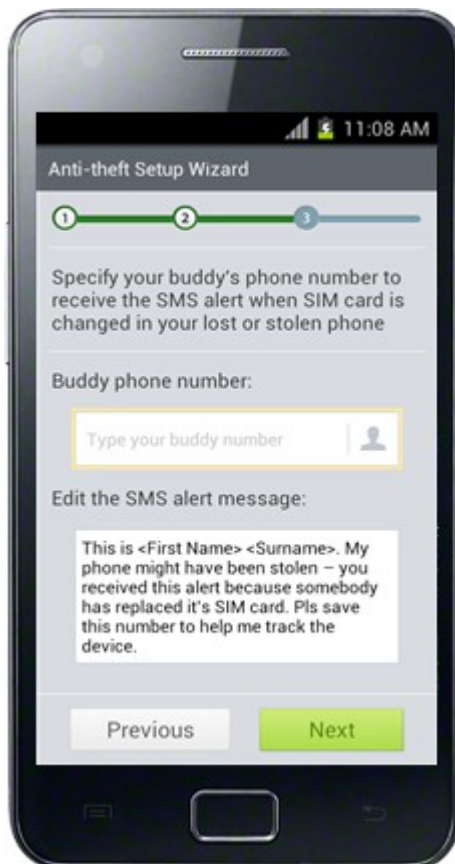 11:08 AM
Anti-theft Setup Wizard
1 2 3
Specify your buddy's phone number to
receive the SMS alert when SIM card is
changed in your lost or stolen phone
Buddy phone number:
Type your buddy number
Edit the SMS alert message:
This is <First Name> <Surname>. My
phone might have been stolen – you
received this alert because somebody
has replaced it's SIM card. Pls save
this number to help me track the
device.
Previous Next